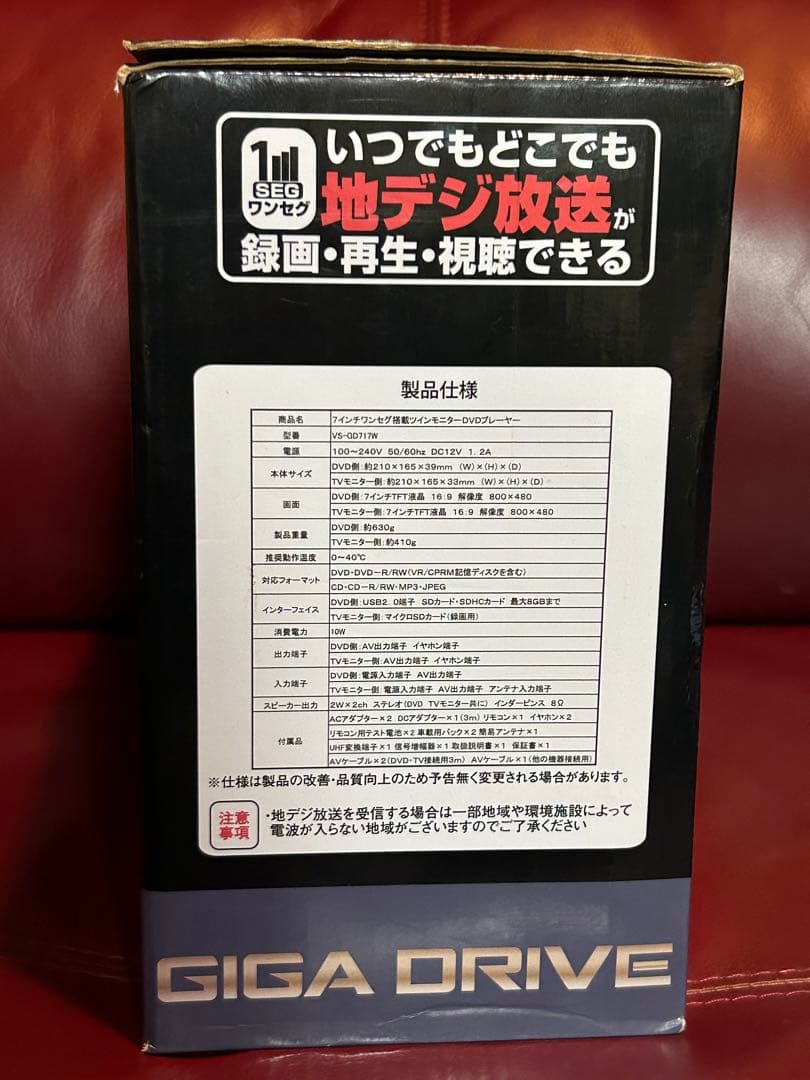 1SEG
ワンセグ
いつでもどこでも
地デジ放送が
録画・再生・視聴できる
製品仕様
商品名 7インチワンセグ搭載ツインモニターDVDプレーヤー
型番 VS-GD717W
電源 100～240V 50/60hz DC12V 1.2A
本体サイズ DVD側:約210×165×39mm (W)×(H)×(D)
TVモニター側:約210×165×33mm (W)×(H)×(D)
画面 DVD側:7インチTFT液晶 16:9 解像度 800×480
TVモニター側:7インチTFT液晶 16:9 解像度 800×480
製品重量 DVD側:約630g
TVモニター側:約410g
推奨動作温度 0～40℃
対応フォーマット DVD・DVD－R/RW(VR/CPRM記憶ディスクを含む)
CD・CD－R/RW・MP3・JPEG
インターフェイス DVD側:USB2.0端子 SDカード・SDHCカード 最大8GBまで
TVモニター側:マイクロSDカード(録画用)
消費電力 10W
出力端子 DVD側:AV出力端子 イヤホン端子
TVモニター側:AV出力端子 イヤホン端子
入力端子 DVD側:電源入力端子 AV出力端子
TVモニター側:電源入力端子 AV出力端子 アンテナ入力端子
スピーカー出力 2W×2ch ステレオ(DVD TVモニター共に) インダーピンス 8Ω
付属品 ACアダプター×2 DCアダプター×1(3m) リモコン×1 イヤホン×2
リモコン用テスト電池×2 車載用バック×2 簡易アンテナ×1
UHF変換端子×1 信号増幅器×1 取扱説明書×1 保証書×1
AVケーブル×2(DVD・TV接続用3m) AVケーブル×1(他の機器接続用)
※仕様は製品の改善・品質向上のため予告無く変更される場合があります。
注意
事項
・地デジ放送を受信する場合は一部地域や環境施設によって
電波が入らない地域がございますのでご了承ください
GIGA DRIVE